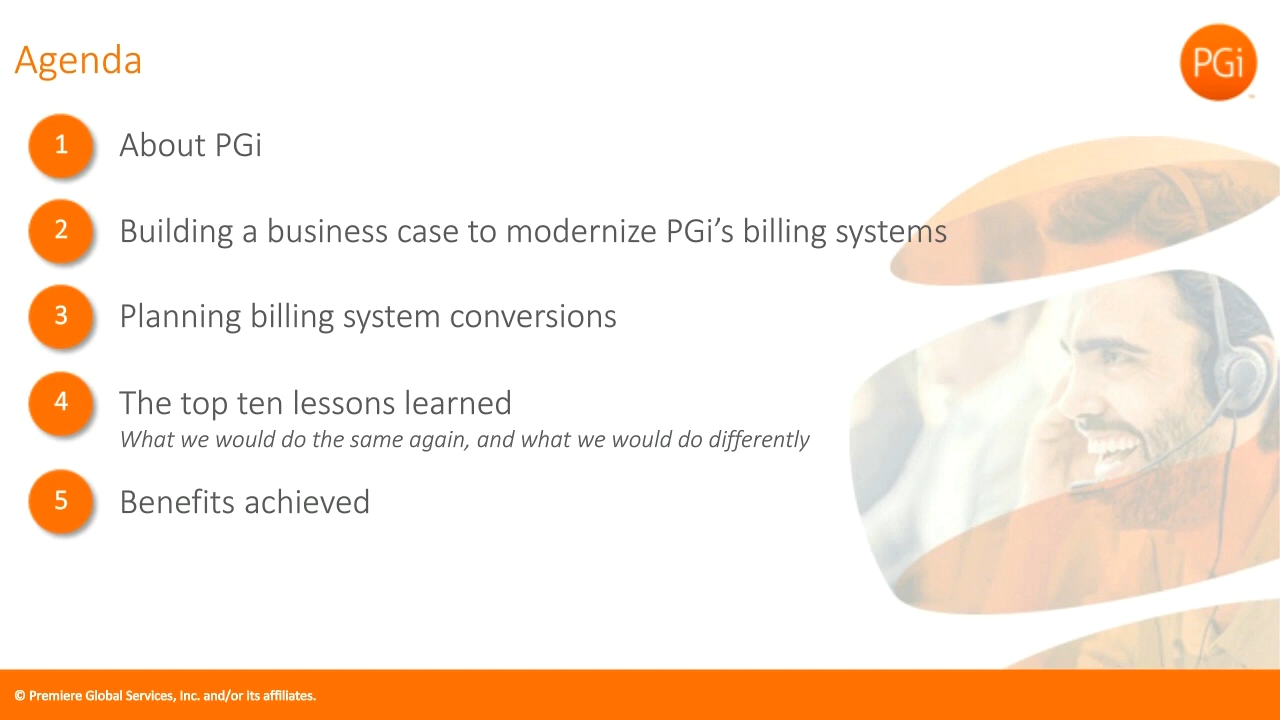 Agenda
PGi
1 About PGi
2 Building a business case to modernize PGi’s billing systems
3 Planning billing system conversions
4 The top ten lessons learned
What we would do the same again, and what we would do differently
5 Benefits achieved
© Premiere Global Services, Inc. and/or its affiliates.